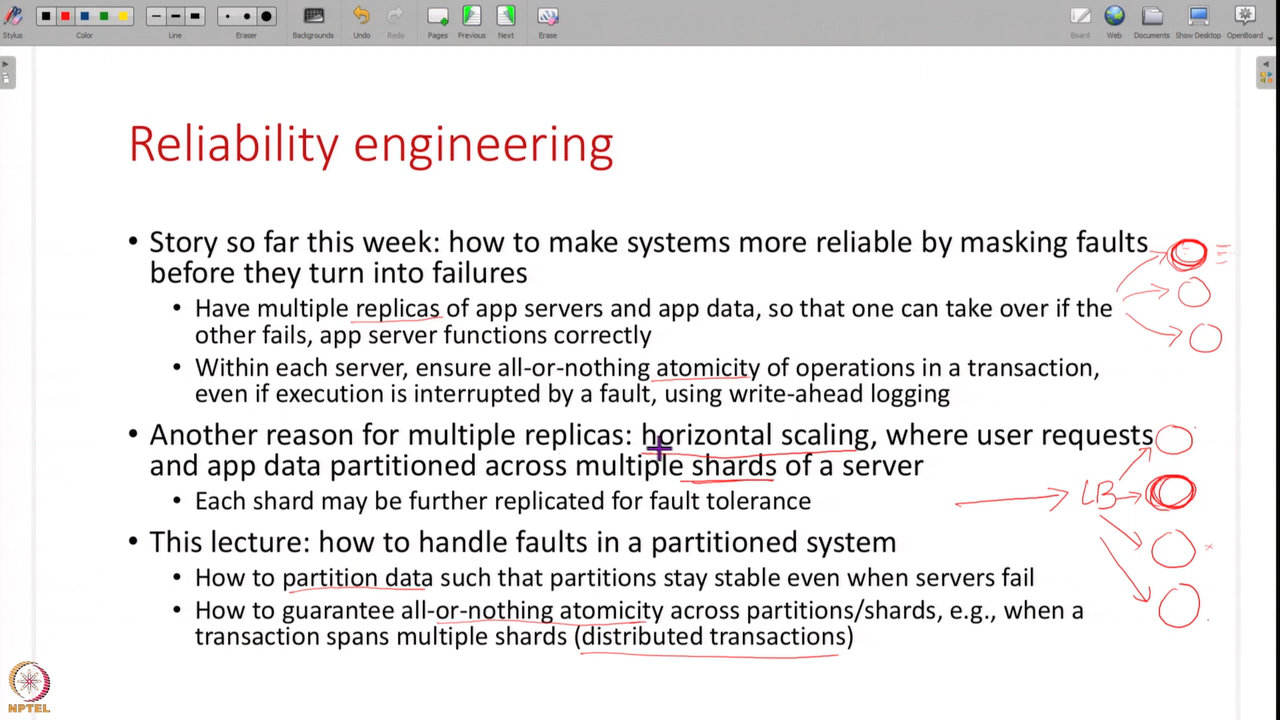 Stylus
Color
Line
Eraser
Backgrounds
Undo
Redo
Pages
Previous
Next
Erase
Board
Web
Documents
Show Desktop
OpenBoard
Reliability engineering
• Story so far this week: how to make systems more reliable by masking faults
before they turn into failures
• Have multiple replicas of app servers and app data, so that one can take over if the
other fails, app server functions correctly
• Within each server, ensure all-or-nothing atomicity of operations in a transaction,
even if execution is interrupted by a fault, using write-ahead logging
• Another reason for multiple replicas: horizontal scaling, where user requests
and app data partitioned across multiple shards of a server
• Each shard may be further replicated for fault tolerance
LB
• This lecture: how to handle faults in a partitioned system
• How to partition data such that partitions stay stable even when servers fail
• How to guarantee all-or-nothing atomicity across partitions/shards, e.g., when a
transaction spans multiple shards (distributed transactions)
NPTEL